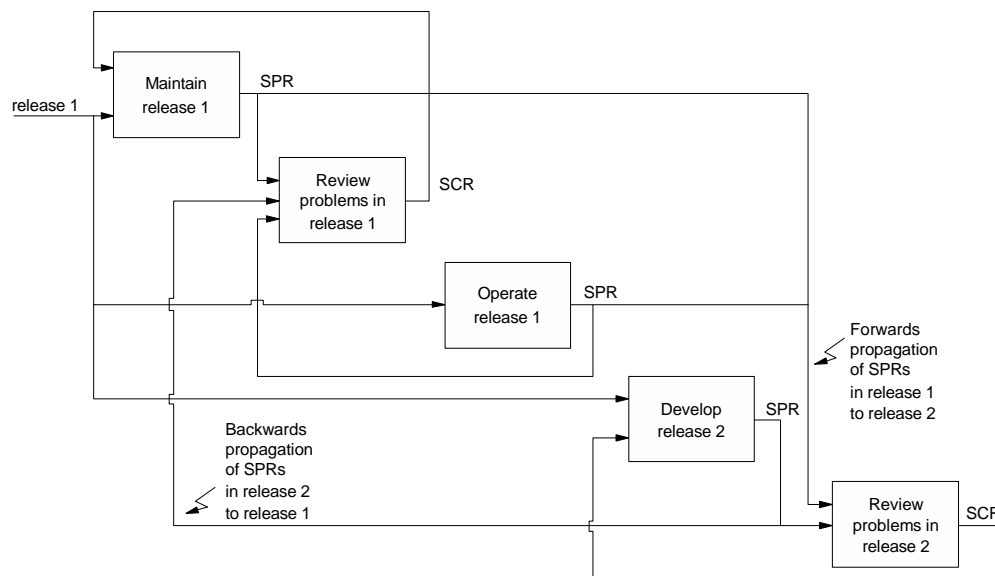 Maintain
release 1
SPR
release 1
Review
problems in
release 1
SCR
Operate
release 1
SPR
Forwards
propagation
of SPRs
in release 1
to release 2
Develop
release 2
SPR
Backwards
propagation
of SPRs
in release 2
to release 1
Review
problems in
release 2
SCR